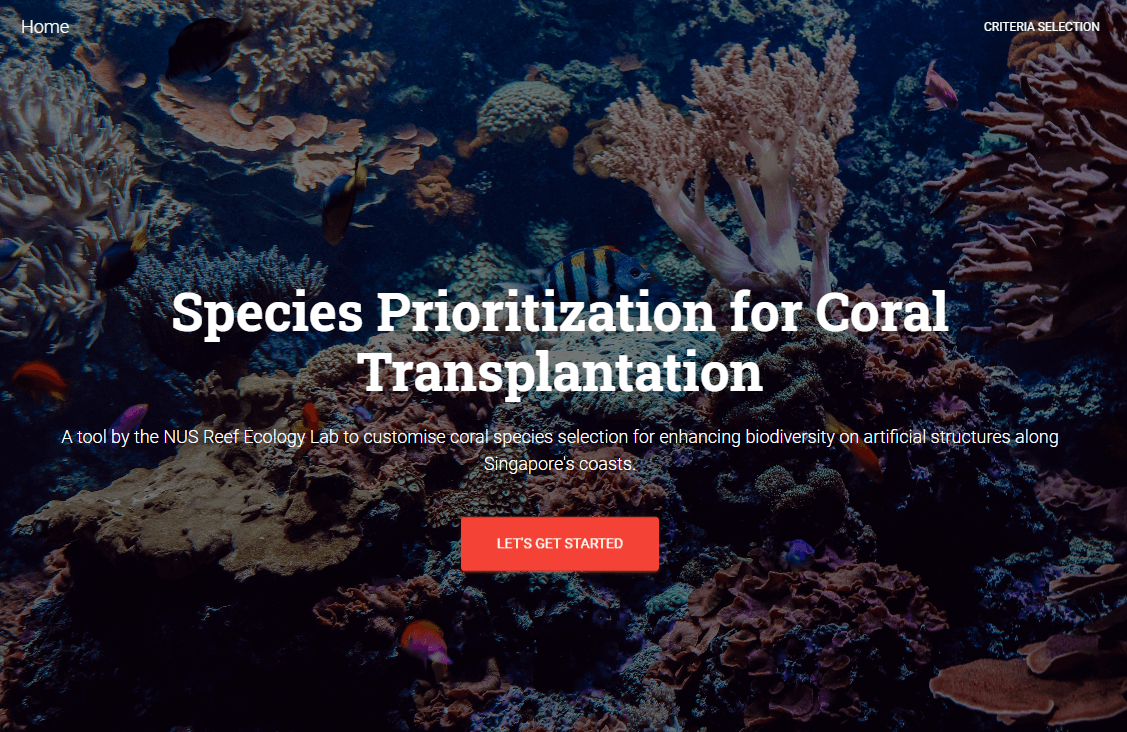 Home
CRITERIA SELECTION
Species Prioritization for Coral
Transplantation
A tool by the NUS Reef Ecology Lab to customise coral species selection for enhancing biodiversity on artificial structures along
Singapore's coasts.
LET'S GET STARTED